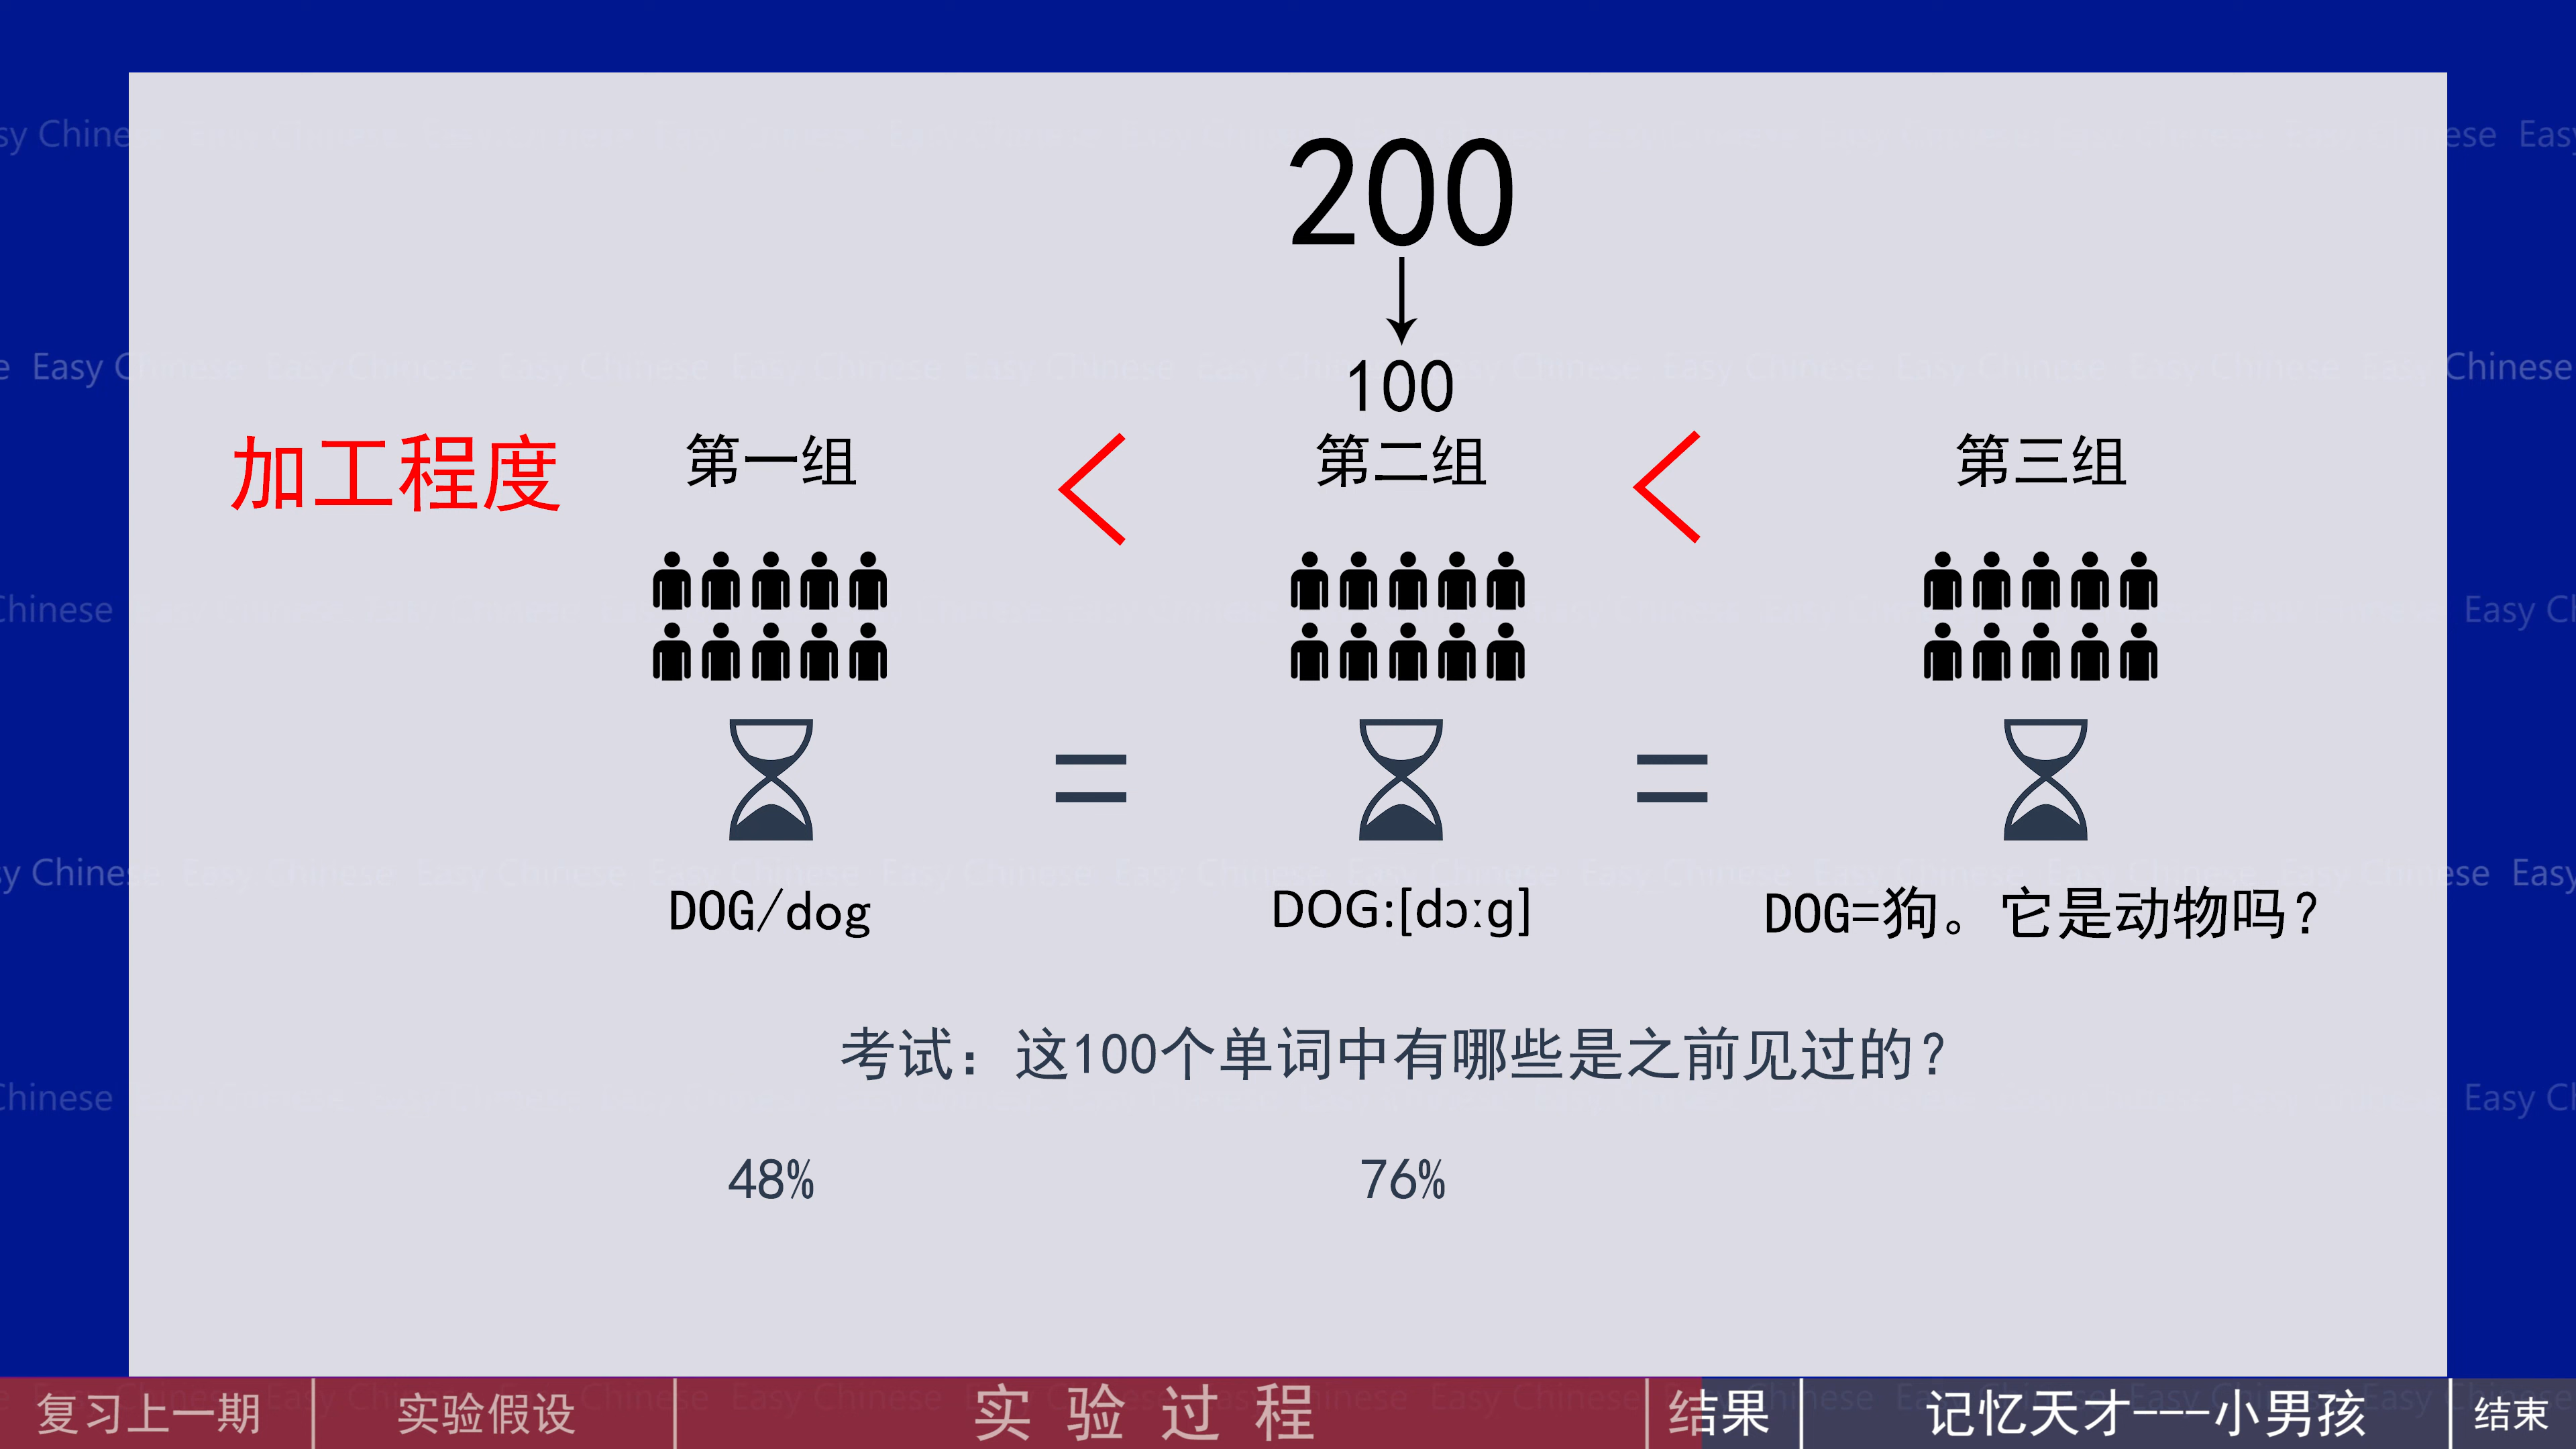 200
100
加工程度
第一组 < 第二组 < 第三组
= =
DOG/dog
DOG:[dɔːg]
DOG=狗。它是动物吗?
考试：这100个单词中有哪些是之前见过的?
48%
76%
复习上一期 | 实验假设 | 实验过程 | 结果 | 记忆天才---小男孩 | 结束
Easy Chinese